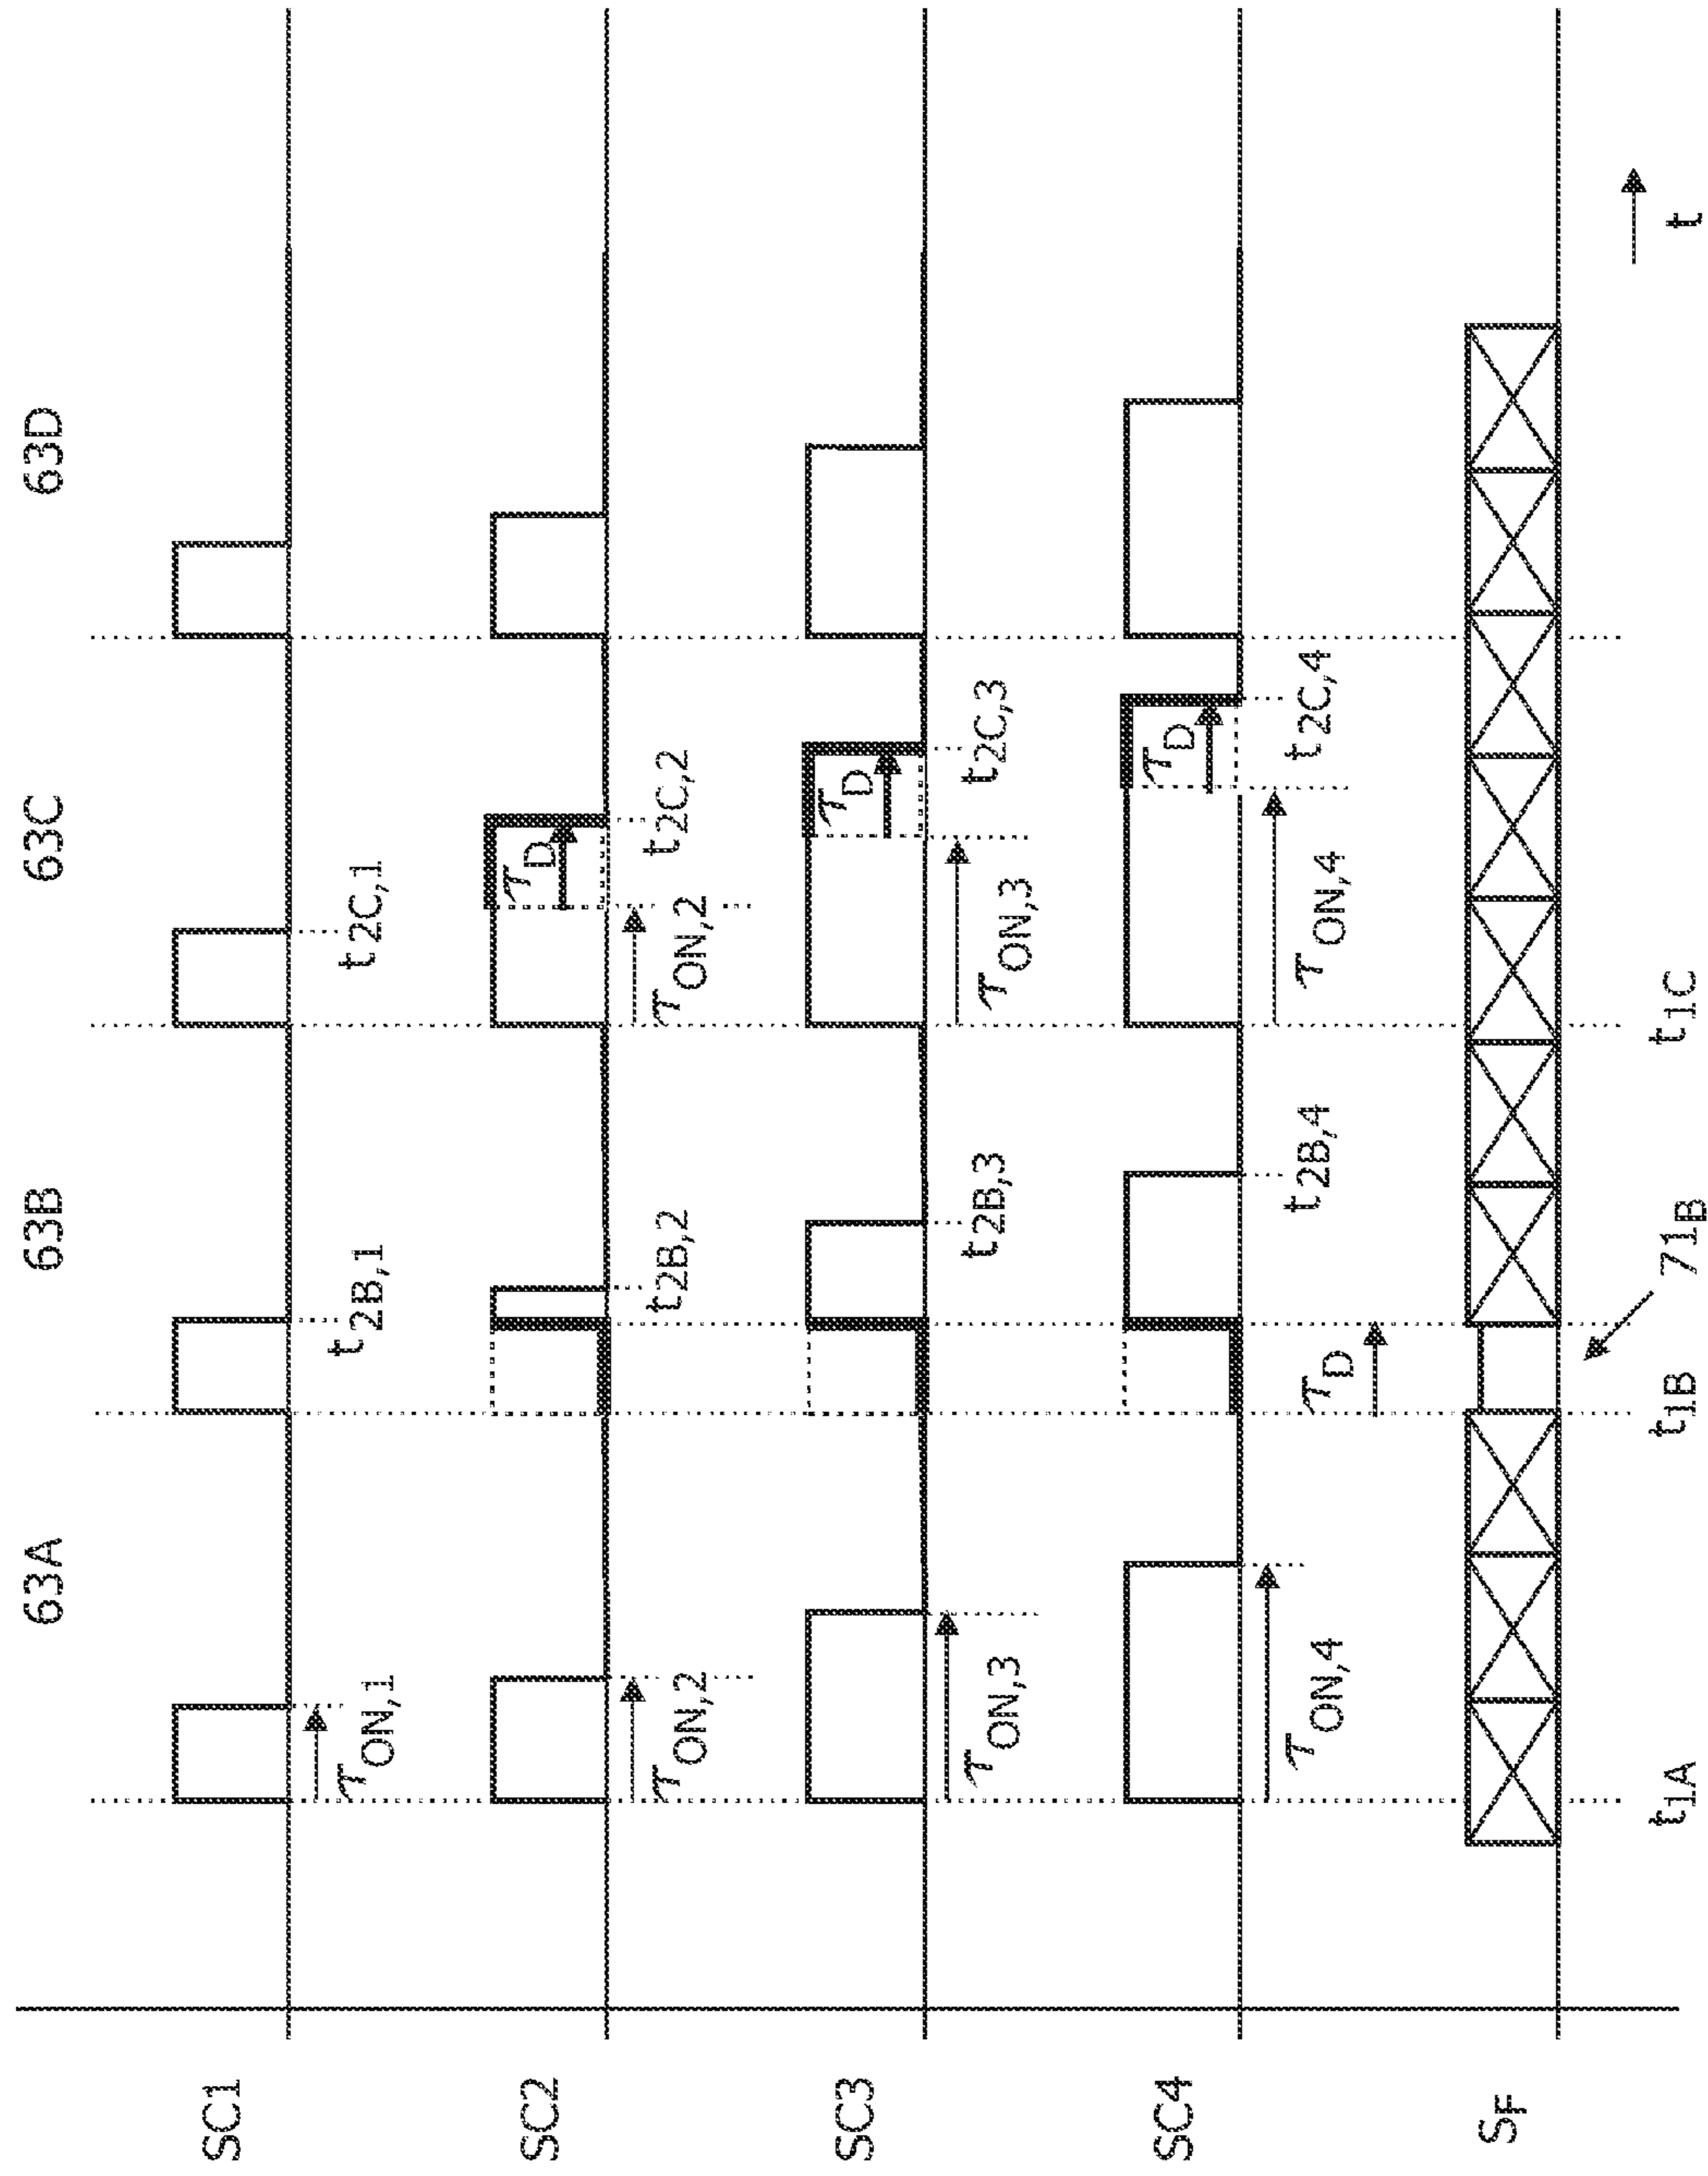 63A 63B 63C 63D
SC1
τON,1
t2B,1
t2C,1
SC2
τON,2
t2B,2
τD
τON,2
t2C,2
SC3
τON,3
t2B,3
τD
τON,3
t2C,3
SC4
τON,4
t2B,4
τD
τON,4
t2C,4
τD
SF
71B
t1A t1B t1C
t